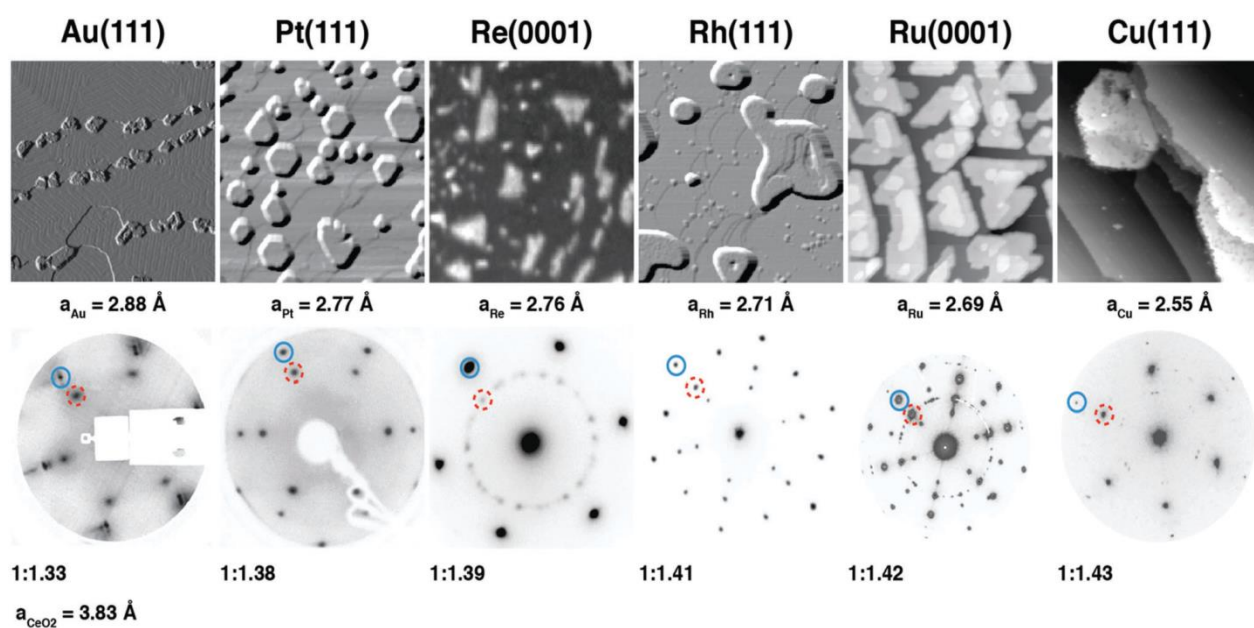 Au(111) Pt(111) Re(0001) Rh(111) Ru(0001) Cu(111)
aAu = 2.88 Å aPt = 2.77 Å aRe = 2.76 Å aRh = 2.71 Å aRu = 2.69 Å aCu = 2.55 Å
1:1.33 1:1.38 1:1.39 1:1.41 1:1.42 1:1.43
aCeO2 = 3.83 Å